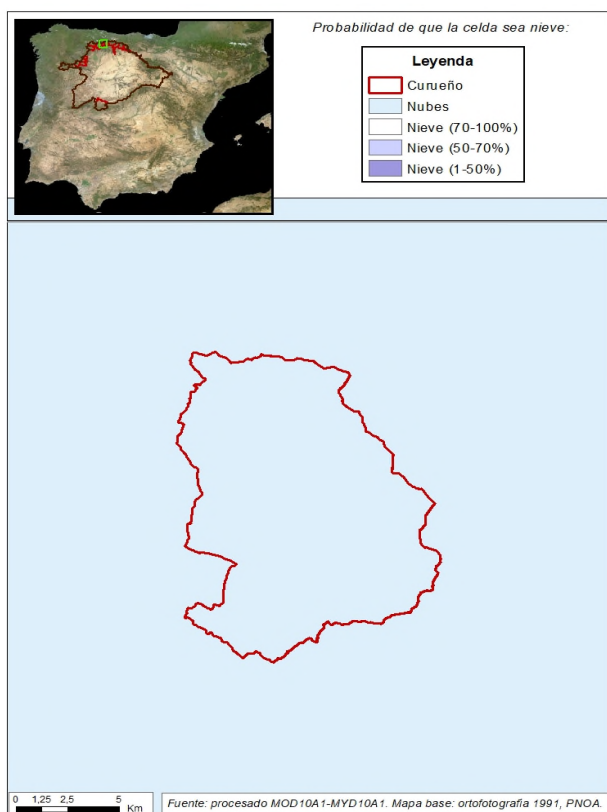 Probabilidad de que la celda sea nieve:
Leyenda
Curueño
Nubes
Nieve (70-100%)
Nieve (50-70%)
Nieve (1-50%)
0 1,25 2,5 5
Km
Fuente: procesado MOD10A1-MYD10A1. Mapa base: ortofotografia 1991, PNOA